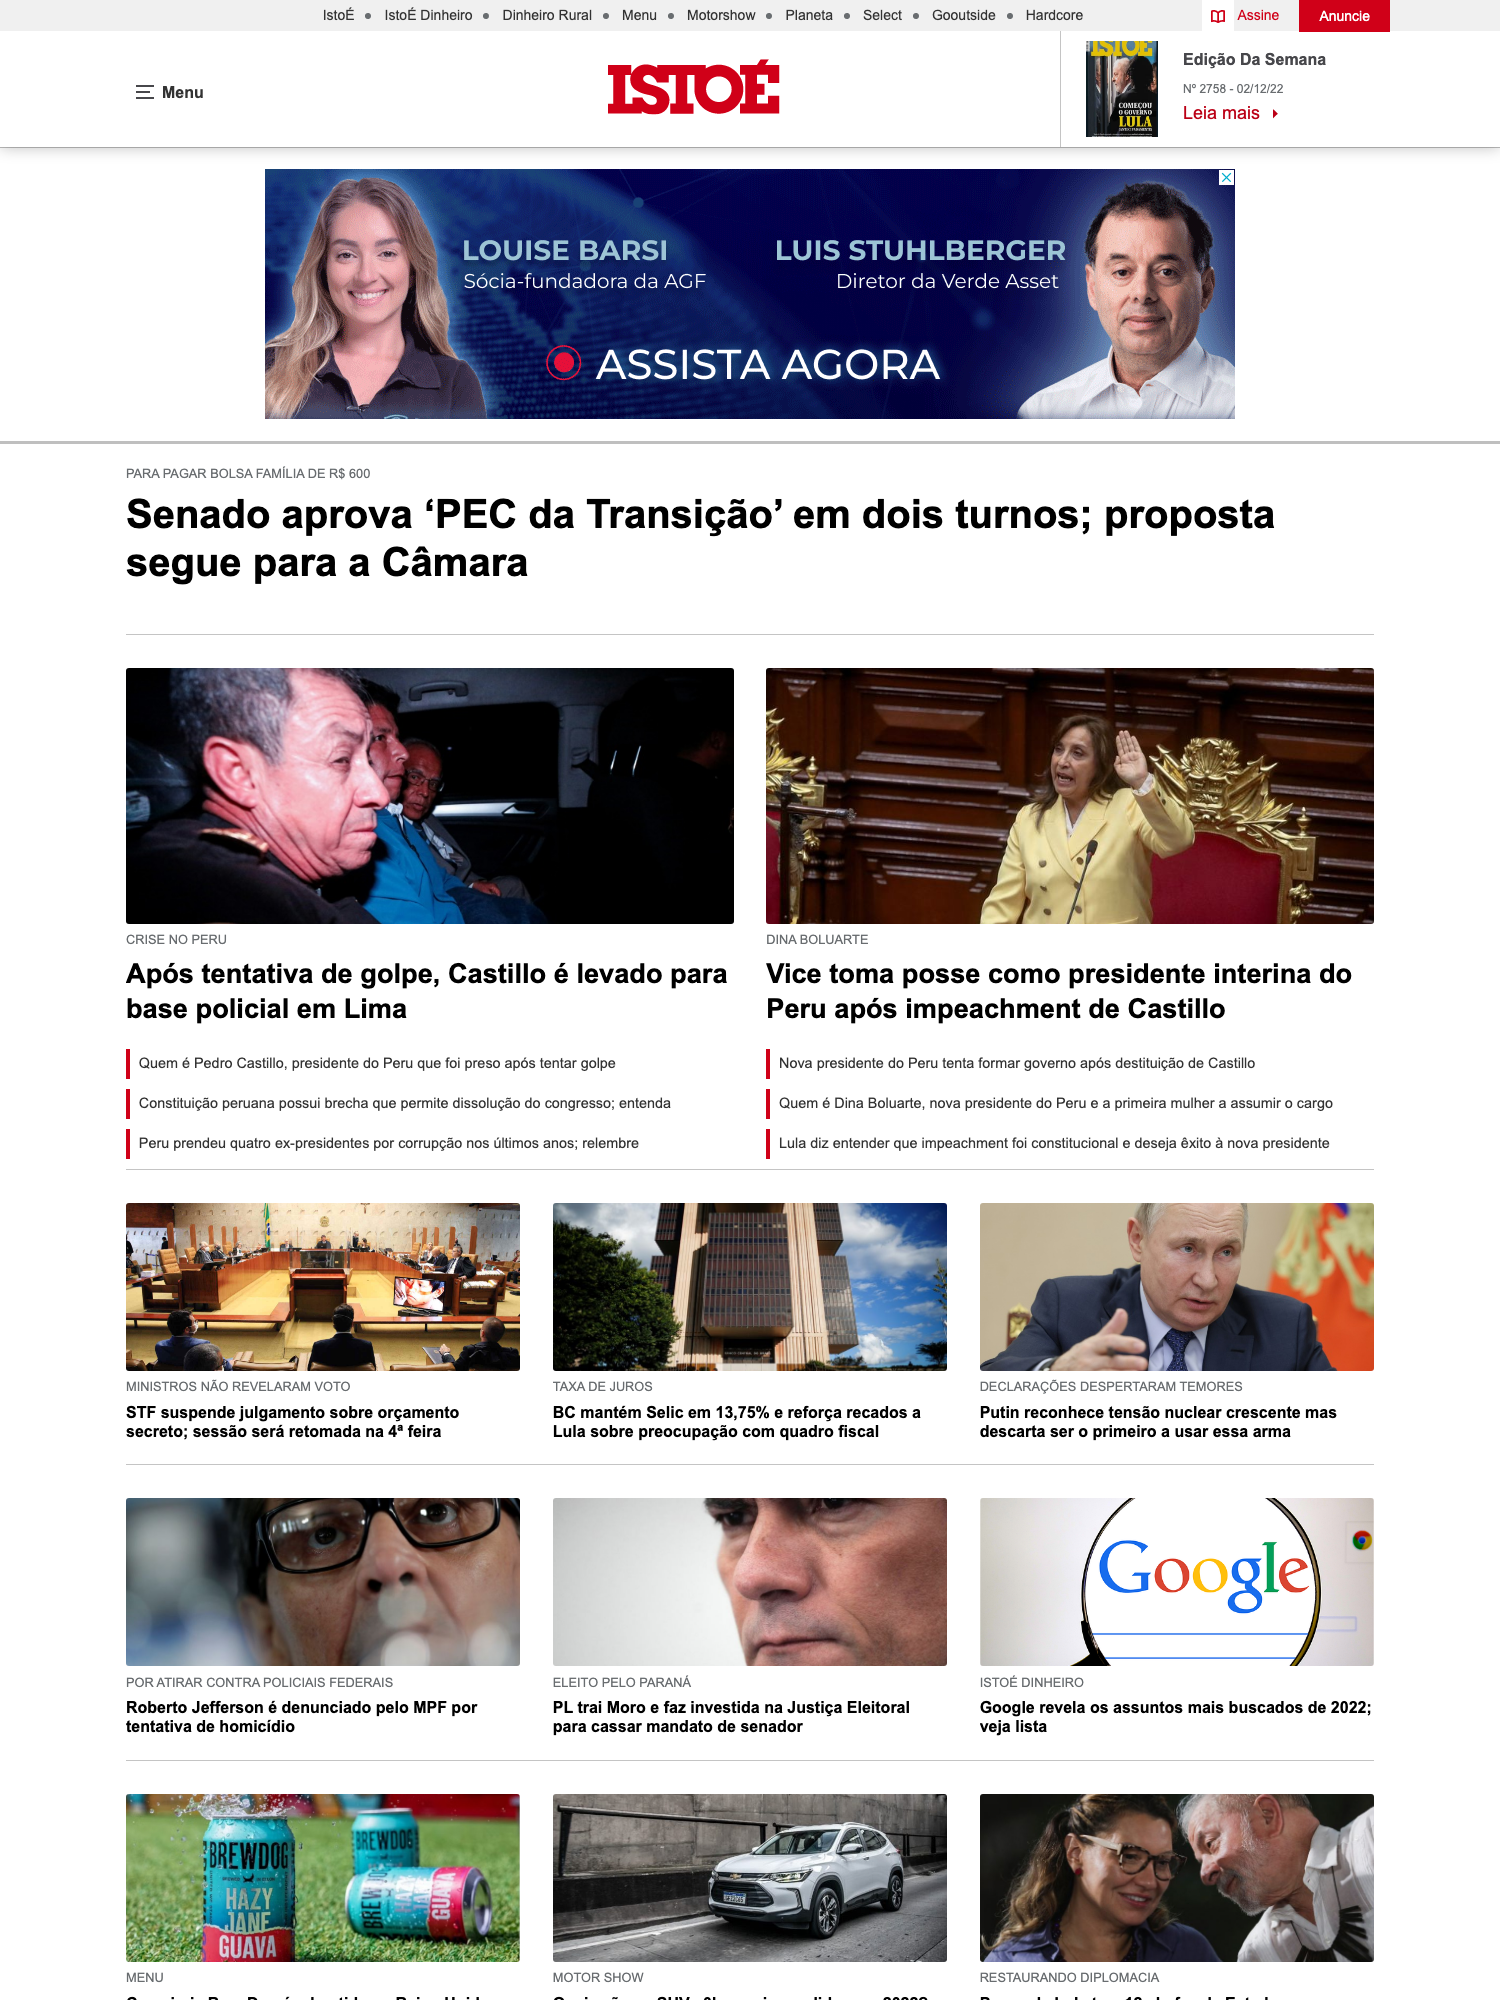 IstoÉ • IstoÉ Dinheiro • Dinheiro Rural • Menu • Motorshow • Planeta • Select • Gooutside • Hardcore
Assine
Anuncie
Menu
ISTOÉ
ISTOÉ
COMEÇOU
O GOVERNO
LULA
Edição Da Semana
Nº 2758 - 02/12/22
Leia mais
LOUISE BARSI
Sócia-fundadora da AGF
LUIS STUHLBERGER
Diretor da Verde Asset
ASSISTA AGORA
PARA PAGAR BOLSA FAMÍLIA DE R$ 600
Senado aprova ‘PEC da Transição’ em dois turnos; proposta
segue para a Câmara
CRISE NO PERU
Após tentativa de golpe, Castillo é levado para
base policial em Lima
Quem é Pedro Castillo, presidente do Peru que foi preso após tentar golpe
Constituição peruana possui brecha que permite dissolução do congresso; entenda
Peru prendeu quatro ex-presidentes por corrupção nos últimos anos; relembre
DINA BOLUARTE
Vice toma posse como presidente interina do
Peru após impeachment de Castillo
Nova presidente do Peru tenta formar governo após destituição de Castillo
Quem é Dina Boluarte, nova presidente do Peru e a primeira mulher a assumir o cargo
Lula diz entender que impeachment foi constitucional e deseja êxito à nova presidente
MINISTROS NÃO REVELARAM VOTO
STF suspende julgamento sobre orçamento
secreto; sessão será retomada na 4ª feira
TAXA DE JUROS
BC mantém Selic em 13,75% e reforça recados a
Lula sobre preocupação com quadro fiscal
DECLARAÇÕES DESPERTARAM TEMORES
Putin reconhece tensão nuclear crescente mas
descarta ser o primeiro a usar essa arma
POR ATIRAR CONTRA POLICIAIS FEDERAIS
Roberto Jefferson é denunciado pelo MPF por
tentativa de homicídio
ELEITO PELO PARANÁ
PL trai Moro e faz investida na Justiça Eleitoral
para cassar mandato de senador
Google
ISTOÉ DINHEIRO
Google revela os assuntos mais buscados de 2022;
veja lista
BREWDOG
HAZY
JANE
GUAVA
BREWDOG
HAZY
JANE
GUAVA
MENU
MOTOR SHOW
RESTAURANDO DIPLOMACIA